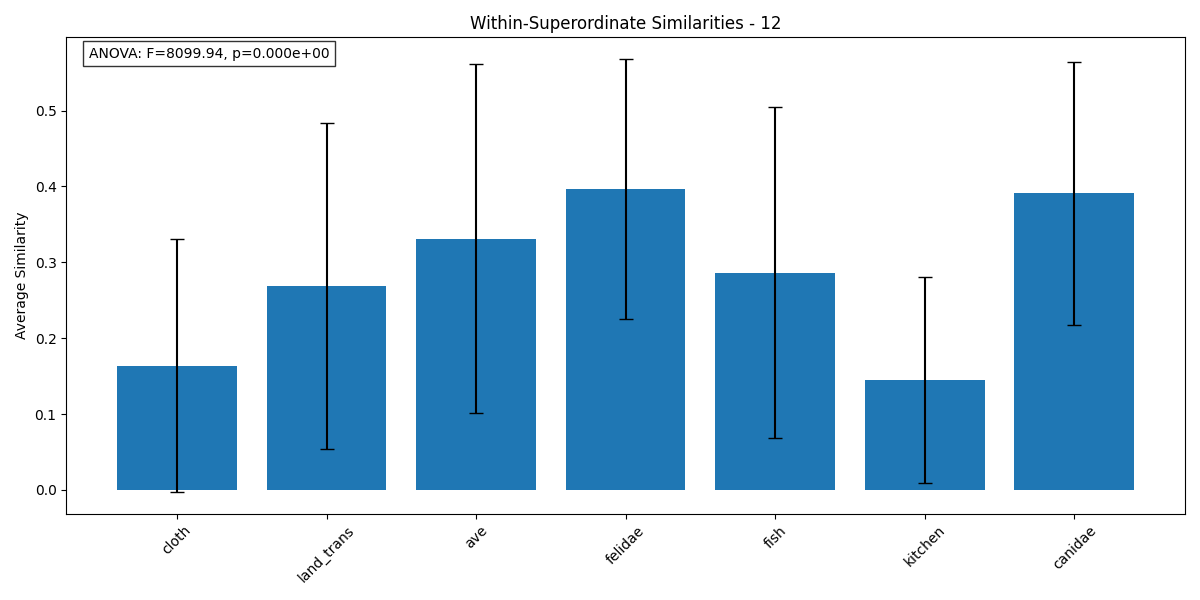 Within-Superordinate Similarities - 12
ANOVA: F=8099.94, p=0.000e+00
Average Similarity
0.5
0.4
0.3
0.2
0.1
0.0
cloth
land_trans
ave
felidae
fish
kitchen
canidae